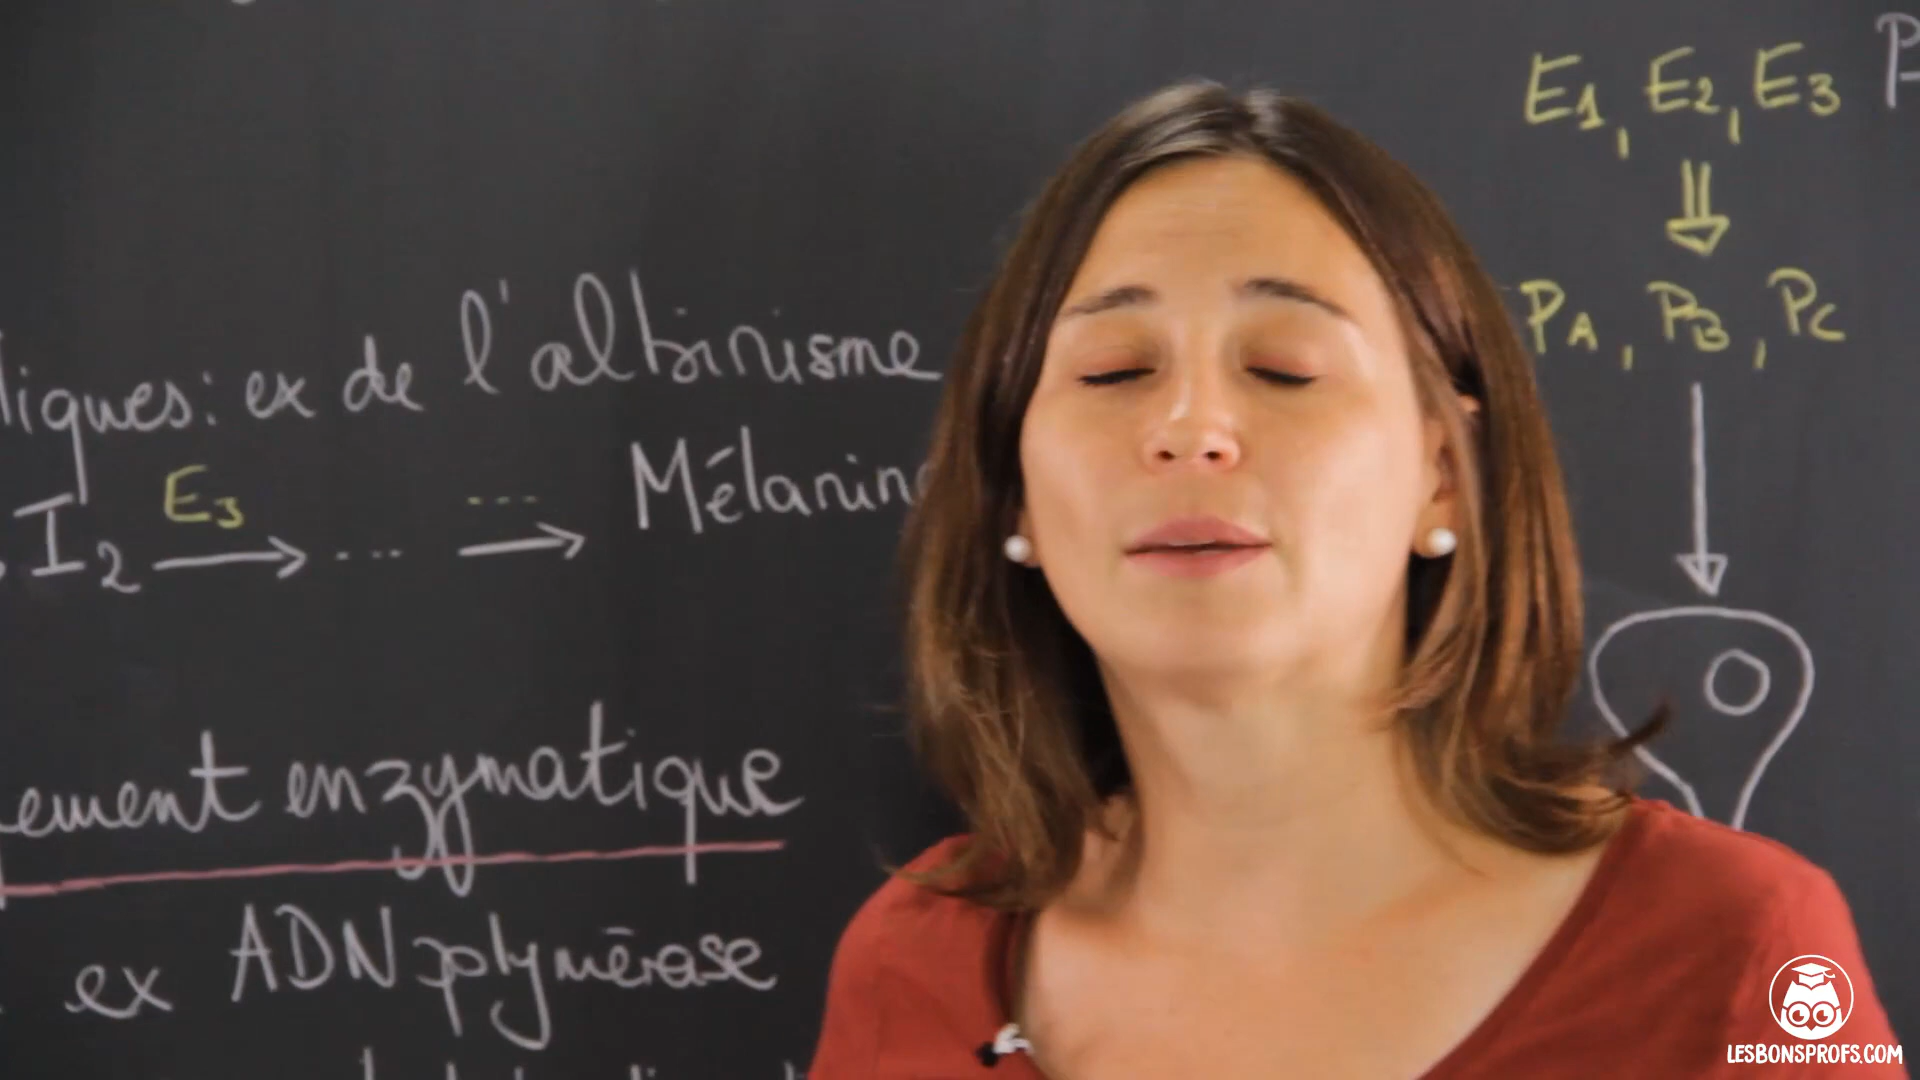 liques: ex de l'albinisme
I2 E3 ... ... Mélanine
ement enzymatique
ex ADN polymérase
E1, E2, E3 P
PA, PB, PC
LESBONSPROFS.COM